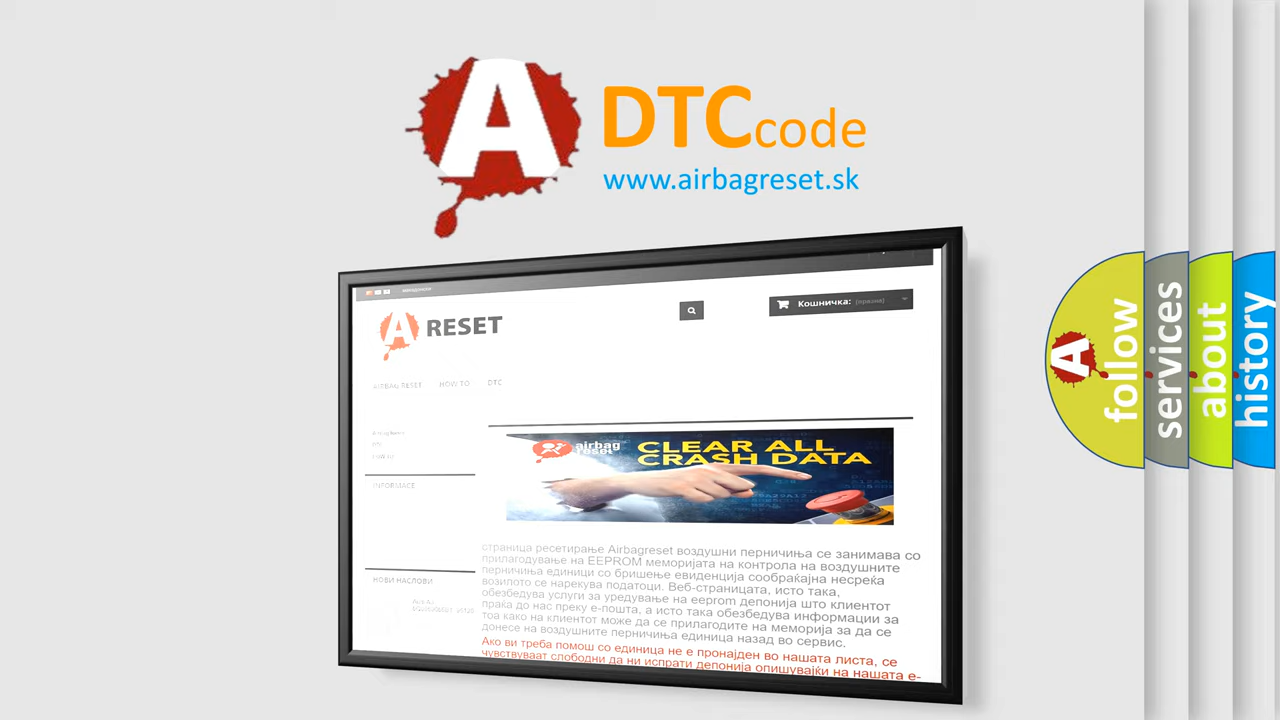 A
DTCcode
www.airbagreset.sk
A RESET
Кошничка: (празни)
AIRBAG RESET HOW TO DTC
INFORMACE
airbag
reset
CLEAR ALL
CRASH DATA
страница ресетирање Airbagreset воздушни перничиња се занимава со
прилагодување на EEPROM меморијата на контрола на воздушните
перничиња единици со бришење евиденција сообраќајна несреќа
возилото се нарекува податоци. Веб-страницата, исто така,
обезбедува услуги за уредување на eeprom депонија што клиентот
праќа до нас преку е-пошта, а исто така обезбедува информации за
тоа како на клиентот може да се прилагодите на меморија за да се
донесе на воздушните перничиња единица назад во сервис.
Ако ви треба помош со единица не е пронајден во нашата листа, се
чувствуваат слободни да ни испрати депонија опишувајќи на нашата е-
НОВИ НАСЛОВИ
A
follow
services
about
history